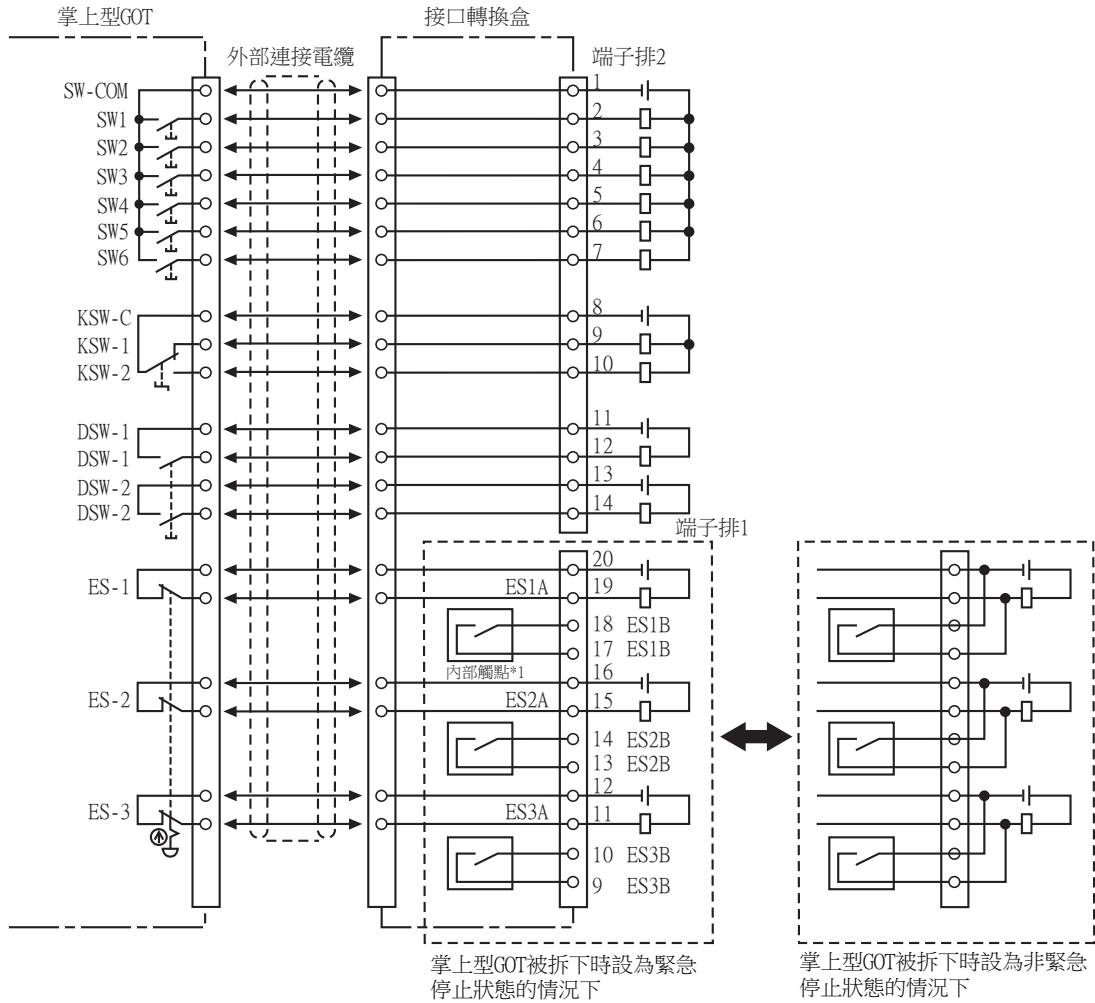 掌上型GOT
接口轉換盒
外部連接電纜
端子排2
SW-COM
1
SW1
2
SW2
3
SW3
4
SW4
5
SW5
6
SW6
7
KSW-C
8
KSW-1
9
KSW-2
10
DSW-1
11
DSW-1
12
DSW-2
13
DSW-2
14
端子排1
20
ES-1
ES1A
19
18 ES1B
17 ES1B
內部觸點*1
16
ES-2
ES2A
15
14 ES2B
13 ES2B
12
ES-3
ES3A
11
10 ES3B
9 ES3B
掌上型GOT被拆下時設為緊急
停止狀態的情況下
掌上型GOT被拆下時設為非緊急
停止狀態的情況下